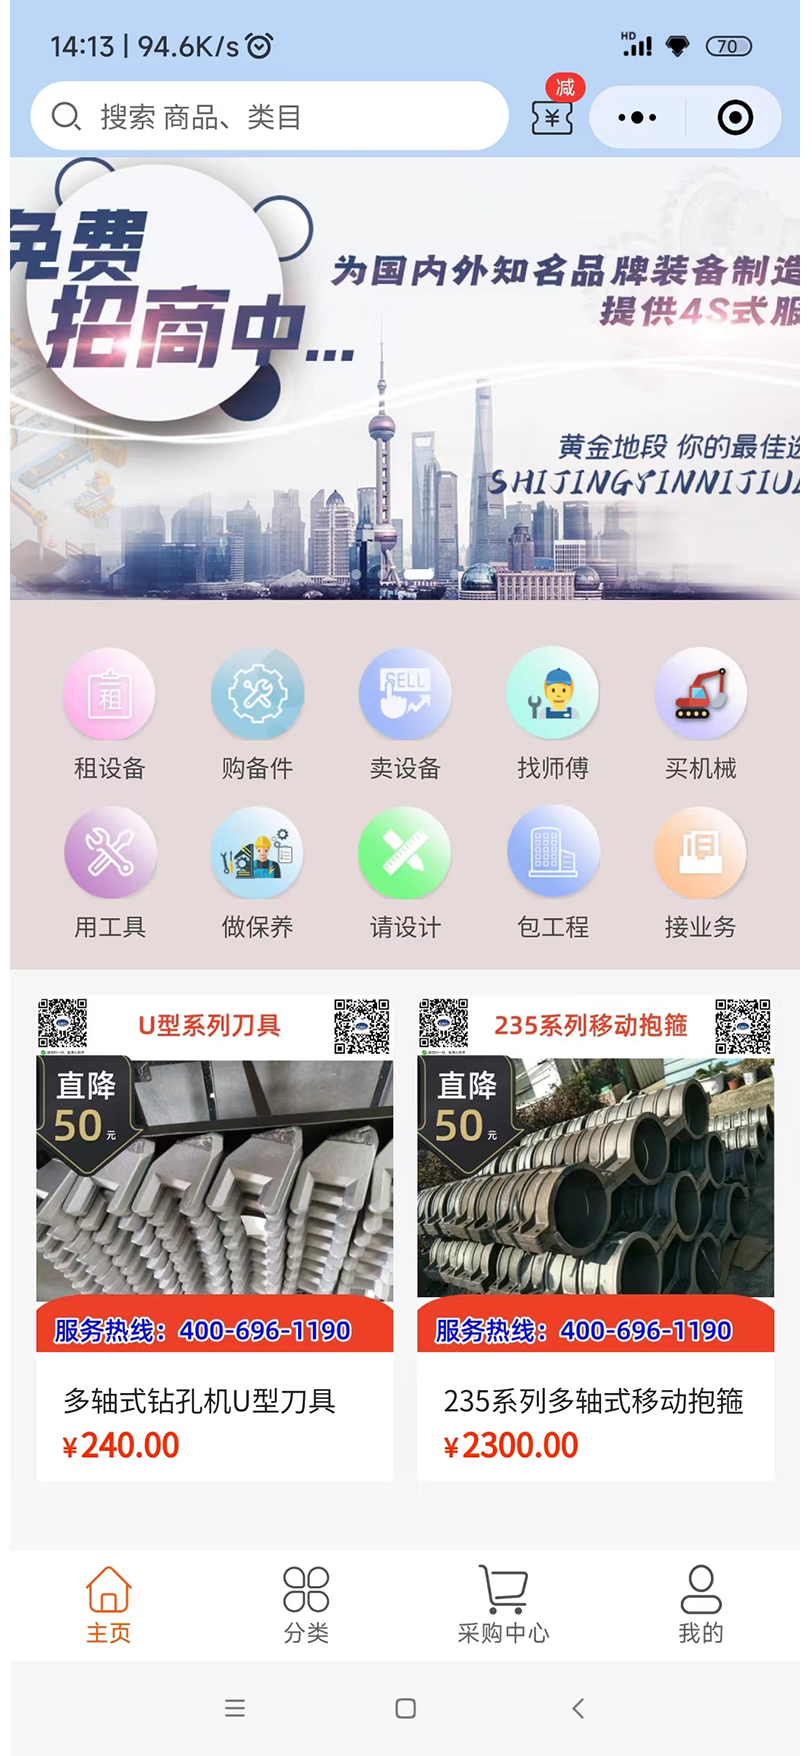 14:13 | 94.6K/s
HD
70
搜索 商品、类目
减
¥
免费
招商中...
为国内外知名品牌装备制造
提供4S式服
黄金地段 你的最佳选
SHIJINGYINNIJIU
租
SELL
租设备
购备件
卖设备
找师傅
买机械
用工具
做保养
请设计
包工程
接业务
U型系列刀具
直降
50元
服务热线：400-696-1190
多轴式钻孔机U型刀具
¥240.00
235系列移动抱箍
直降
50元
服务热线：400-696-1190
235系列多轴式移动抱箍
¥2300.00
主页
分类
采购中心
我的